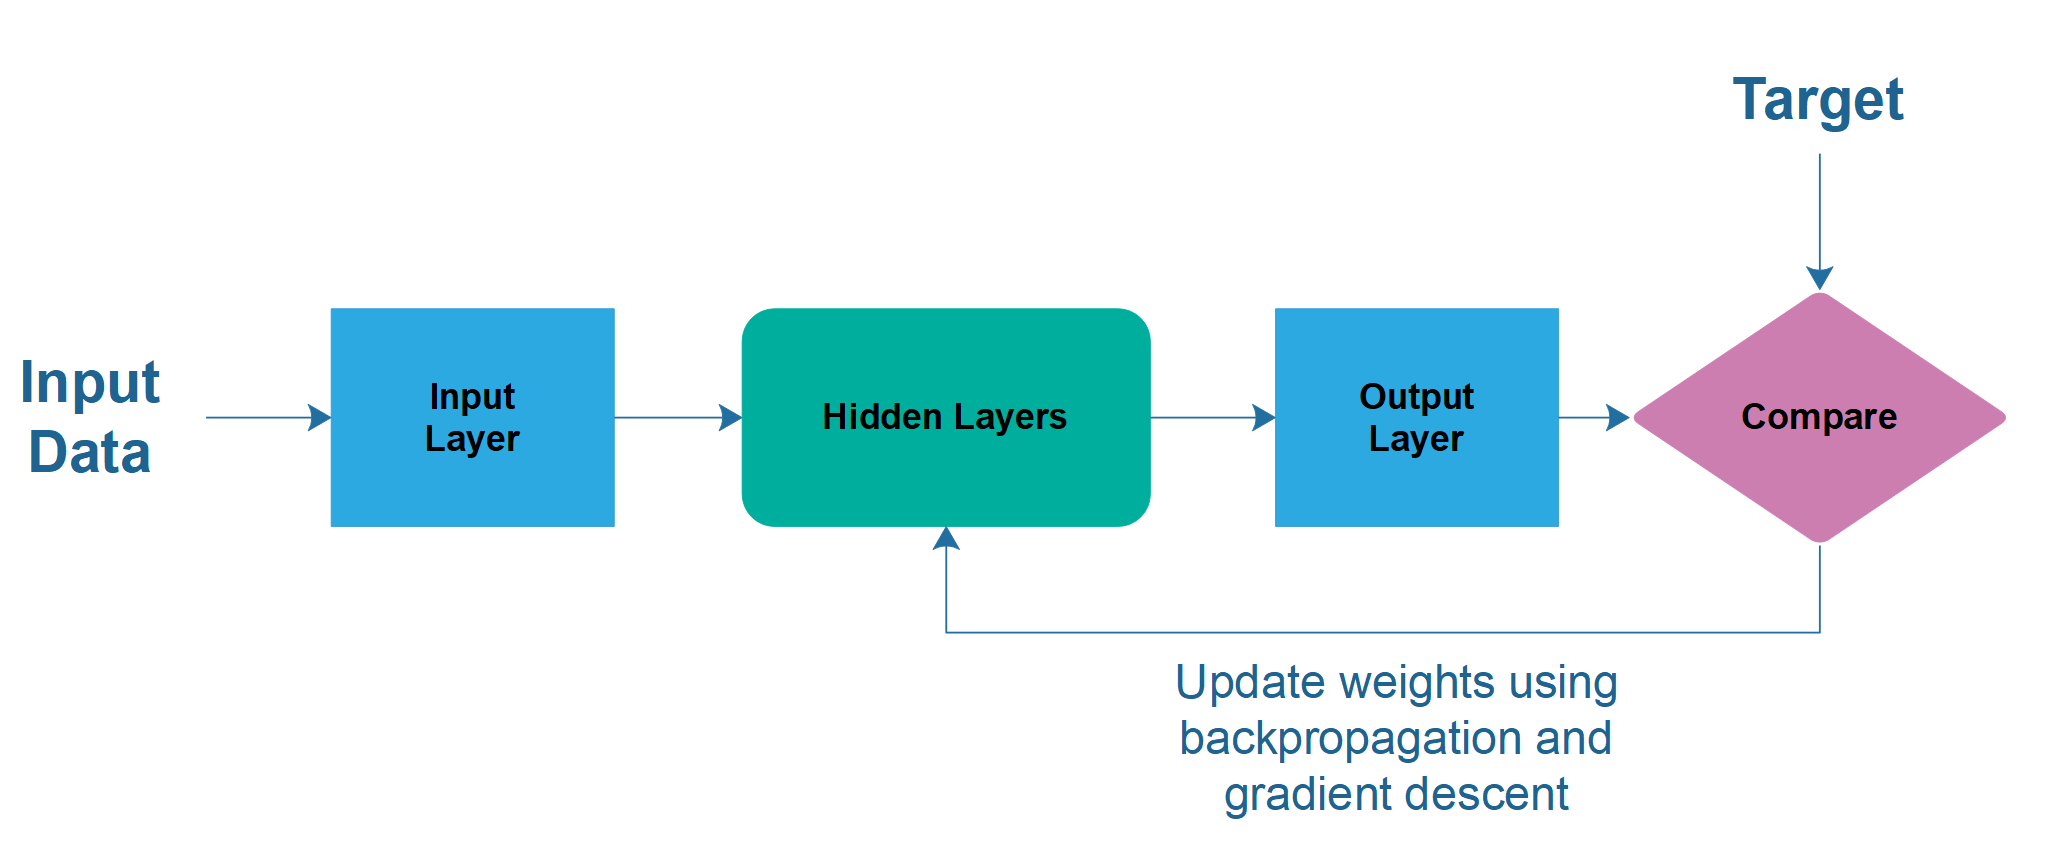 Target
Input
Data
Input
Layer
Hidden Layers
Output
Layer
Compare
Update weights using
backpropagation and
gradient descent